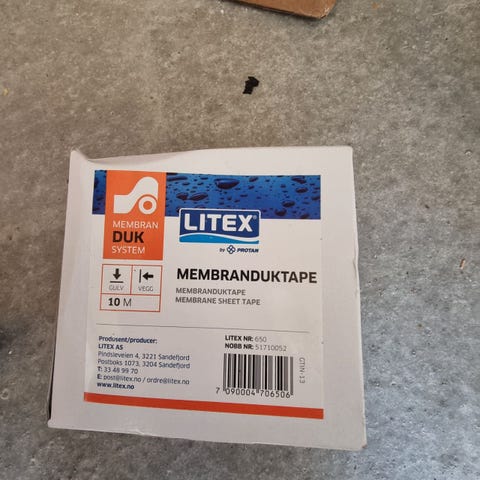 MEMBRAN
DUK
SYSTEM
GULV
VEGG
10 M
LITEX®
by PROTAN
MEMBRANDUKTAPE
MEMBRANDUKTAPE
MEMBRANE SHEET TAPE
Produsent/producer:
LITEX AS
Pindsleveien 4, 3221 Sandefjord
Postboks 1073, 3204 Sandefjord
T: 33 48 99 70
E: post@litex.no / ordre@litex.no
www.litex.no
LITEX NR: 650
NOBB NR: 51710052
GTIN-13
7 090004 706506